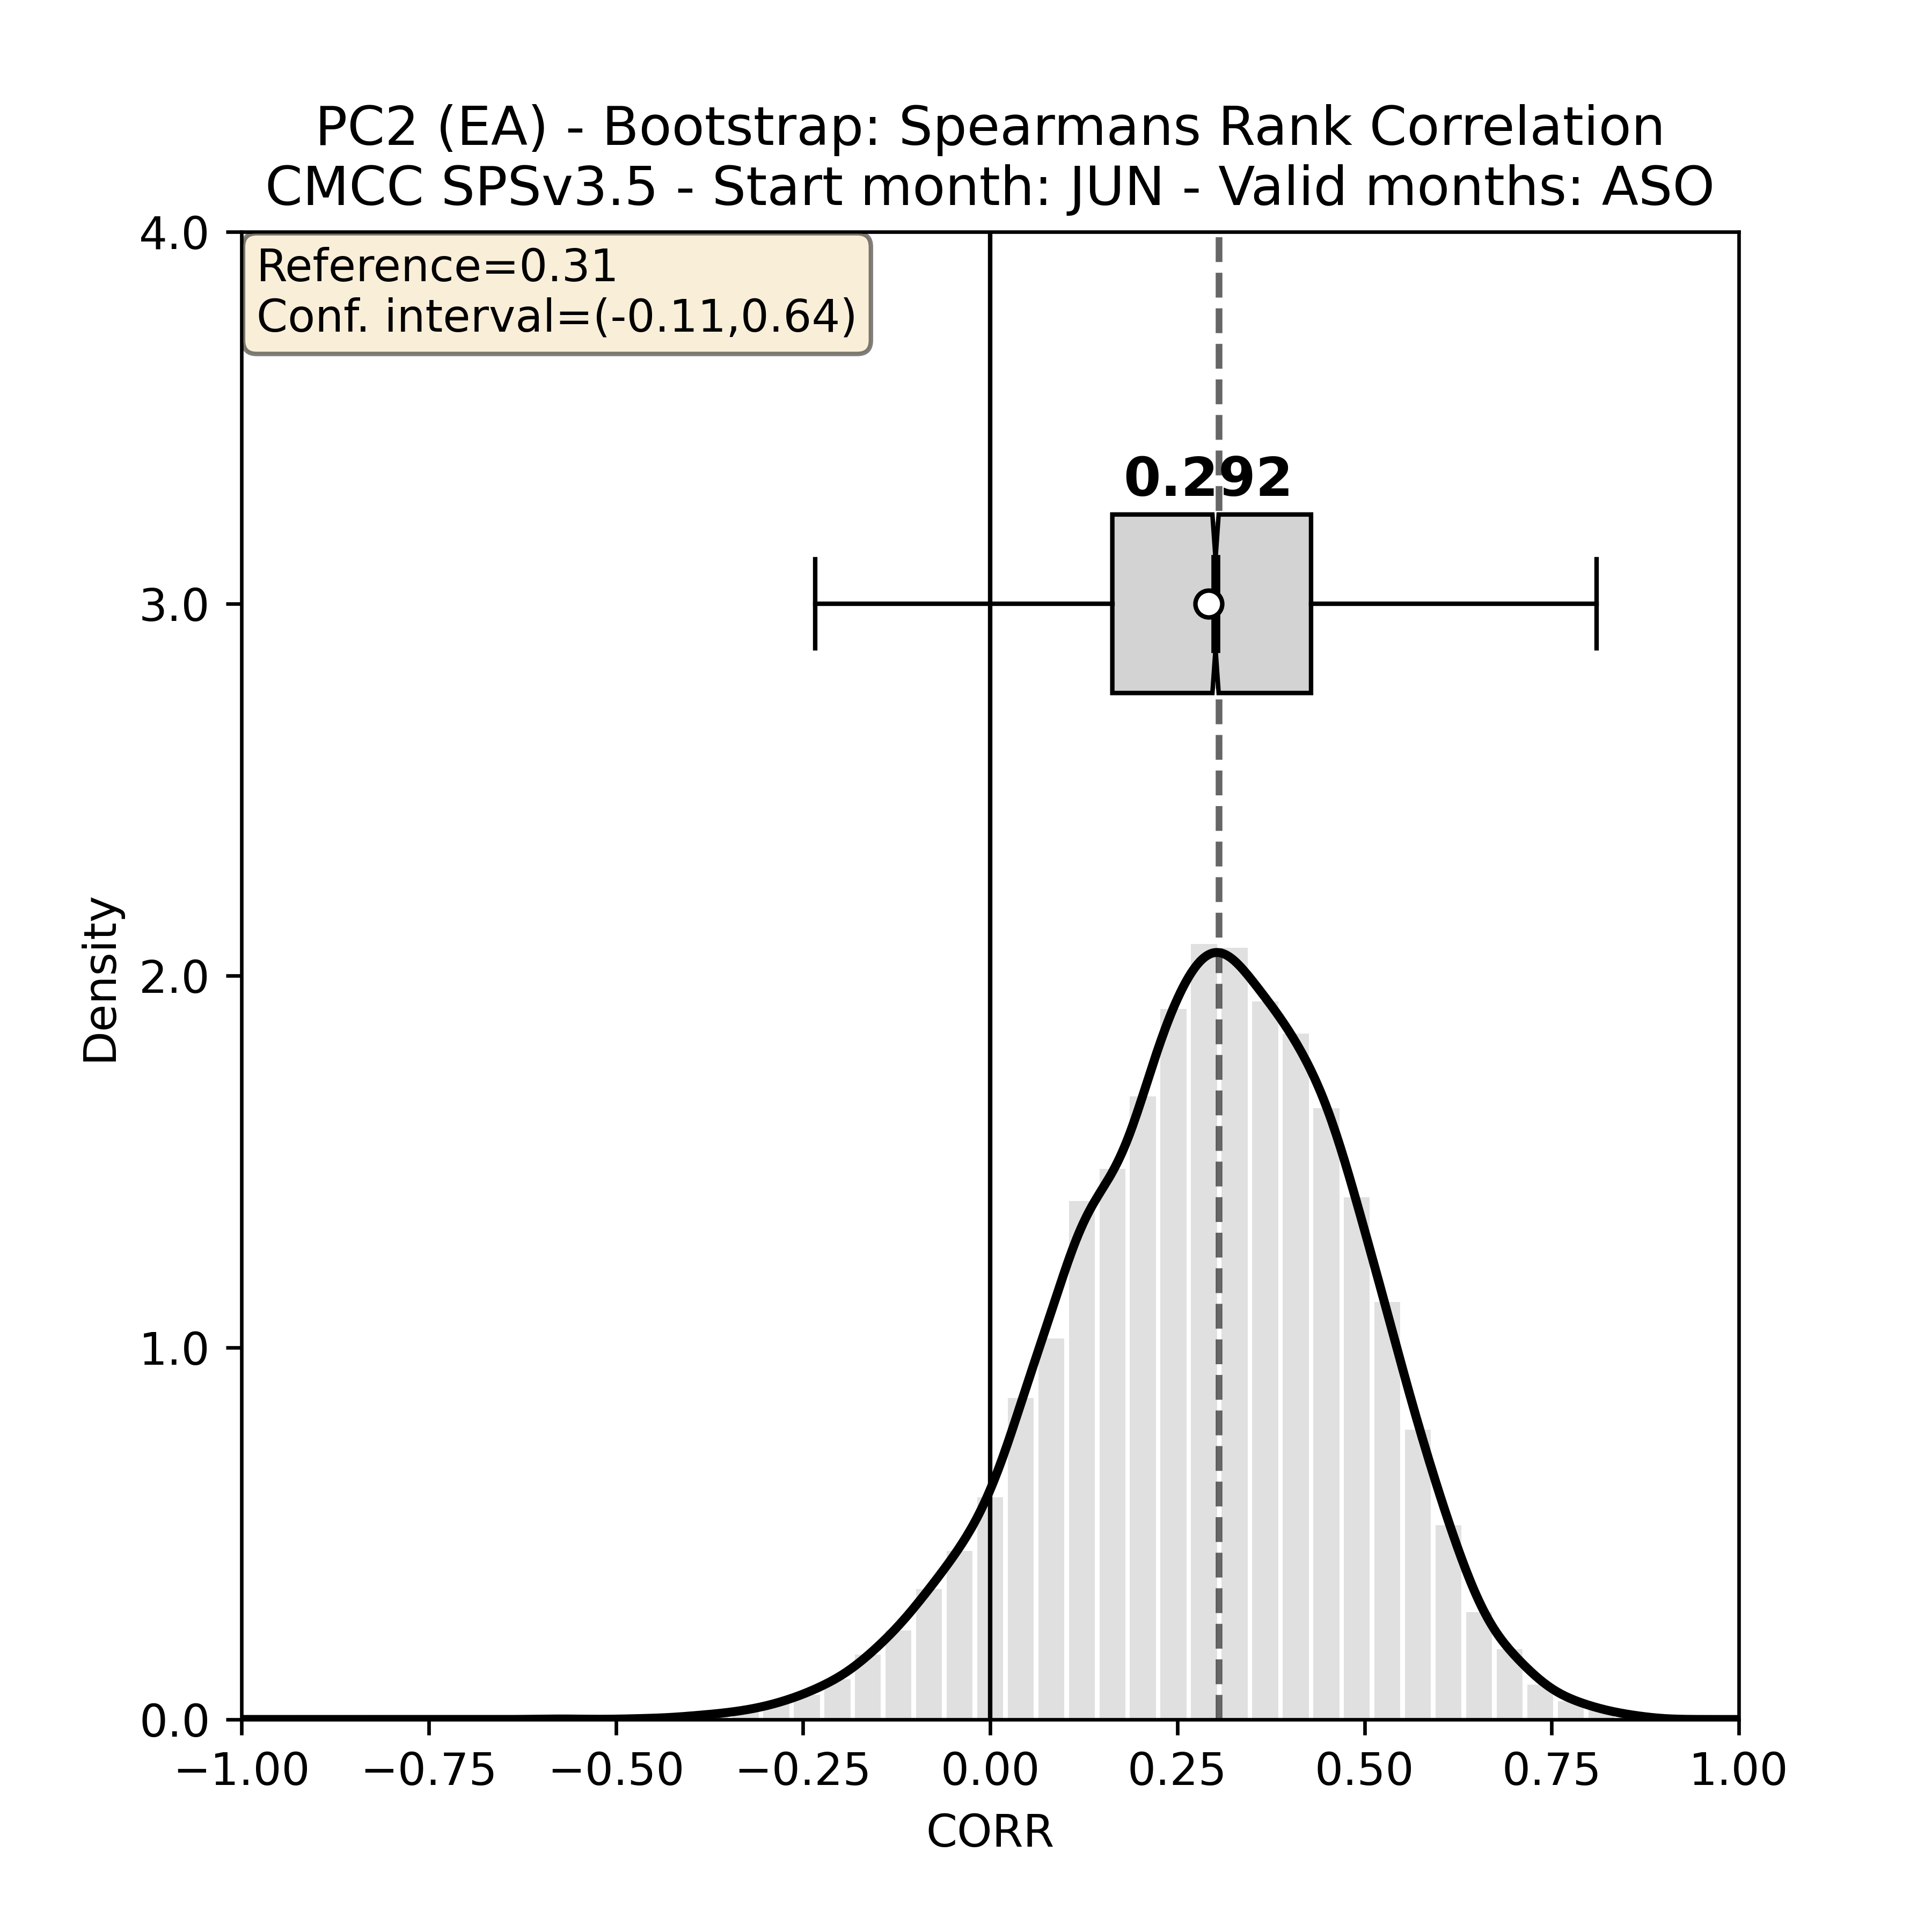 PC2 (EA) - Bootstrap: Spearmans Rank Correlation
CMCC SPSv3.5 - Start month: JUN - Valid months: ASO
4.0
Reference=0.31
Conf. interval=(-0.11,0.64)
0.292
3.0
Density
2.0
1.0
0.0
−1.00 −0.75 −0.50 −0.25 0.00 0.25 0.50 0.75 1.00
CORR